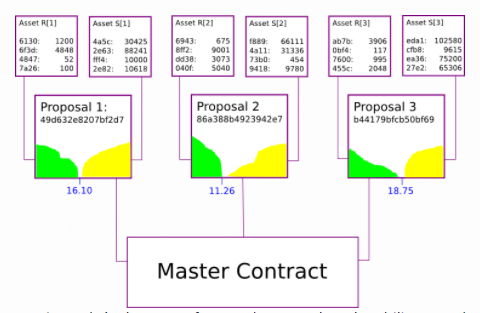 Asset R[1]
6130: 1200
6f3d: 4848
4847: 52
7a26: 100
Asset S[1]
4a5c: 30425
2e63: 88241
fff4: 10000
2e82: 10618
Asset R[2]
6943: 675
8ff2: 9001
dd38: 3073
040f: 5040
Asset S[2]
f889: 66111
4a11: 31336
73b0: 454
9418: 9780
Asset R[3]
ab7b: 3906
0bf4: 117
7600: 995
455c: 2048
Asset S[3]
eda1: 102580
cfb8: 9615
ea36: 75200
27e2: 65306
Proposal 1:
49d632e8207bf2d7
Proposal 2
86a388b4923942e7
Proposal 3
b44179bfcb50bf69
16.10
11.26
18.75
Master Contract